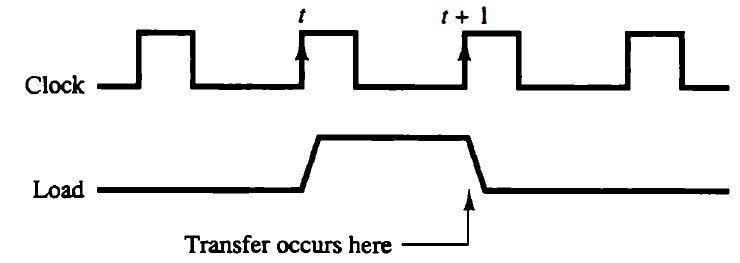 t
t + 1
Clock
Load
Transfer occurs here